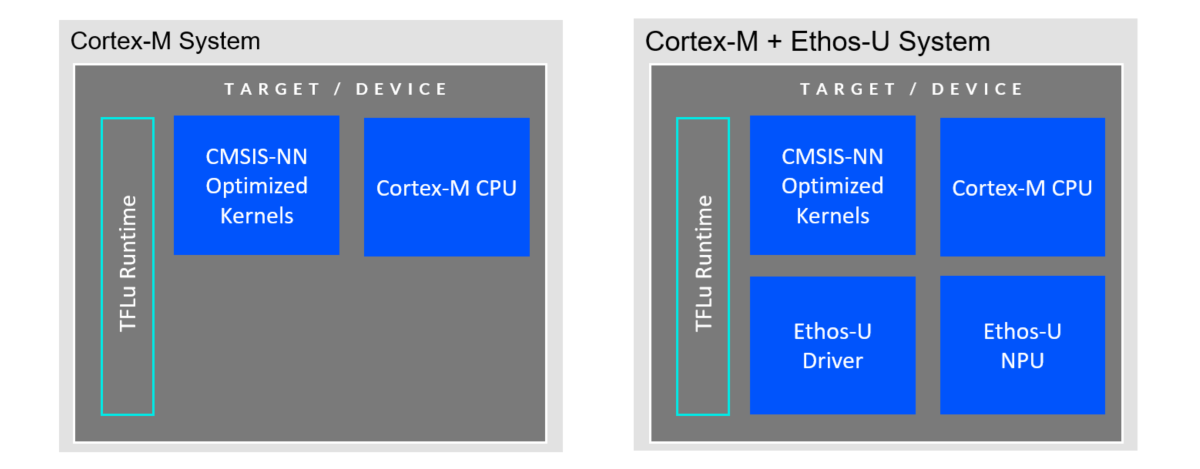 Cortex-M System
TARGET / DEVICE
TFLu Runtime
CMSIS-NN
Optimized
Kernels
Cortex-M CPU
Cortex-M + Ethos-U System
TARGET / DEVICE
TFLu Runtime
CMSIS-NN
Optimized
Kernels
Cortex-M CPU
Ethos-U
Driver
Ethos-U
NPU